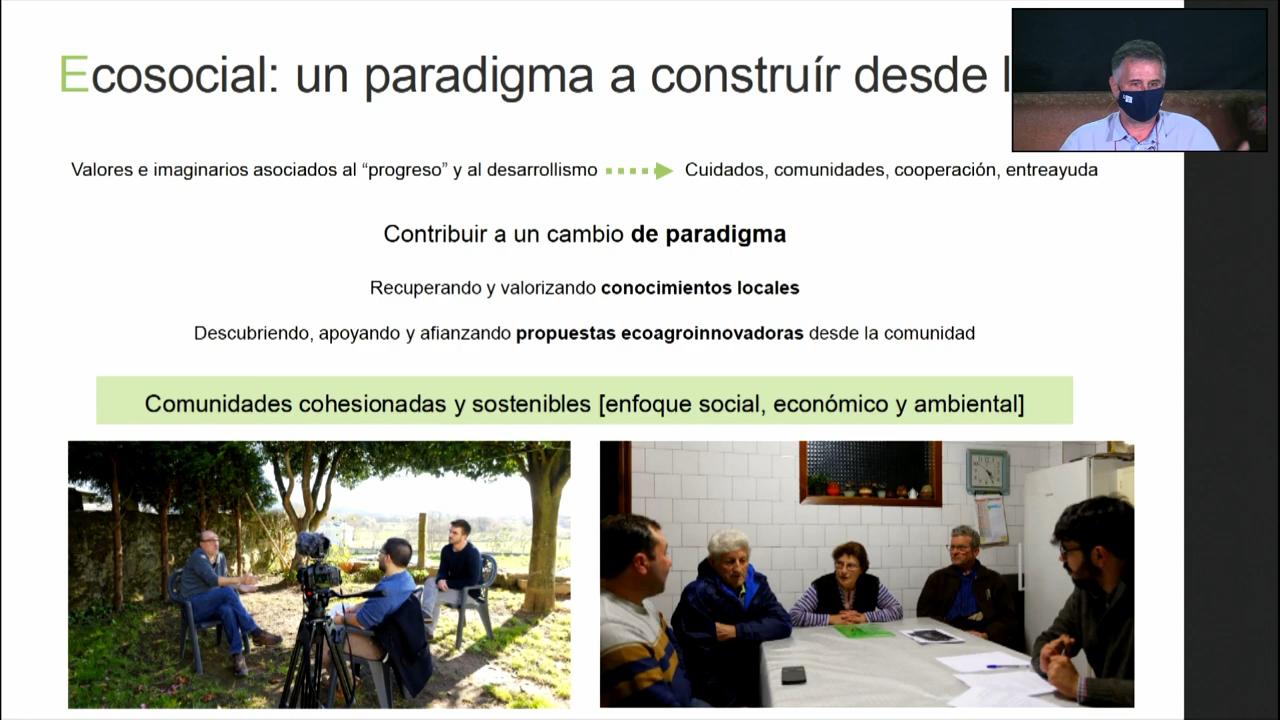 Ecosocial: un paradigma a construír desde
Valores e imaginarios asociados al “progreso” y al desarrollismo Cuidados, comunidades, cooperación, entreayuda
Contribuir a un cambio de paradigma
Recuperando y valorizando conocimientos locales
Descubriendo, apoyando y afianzando propuestas ecoagroinnovadoras desde la comunidad
Comunidades cohesionadas y sostenibles [enfoque social, económico y ambiental]